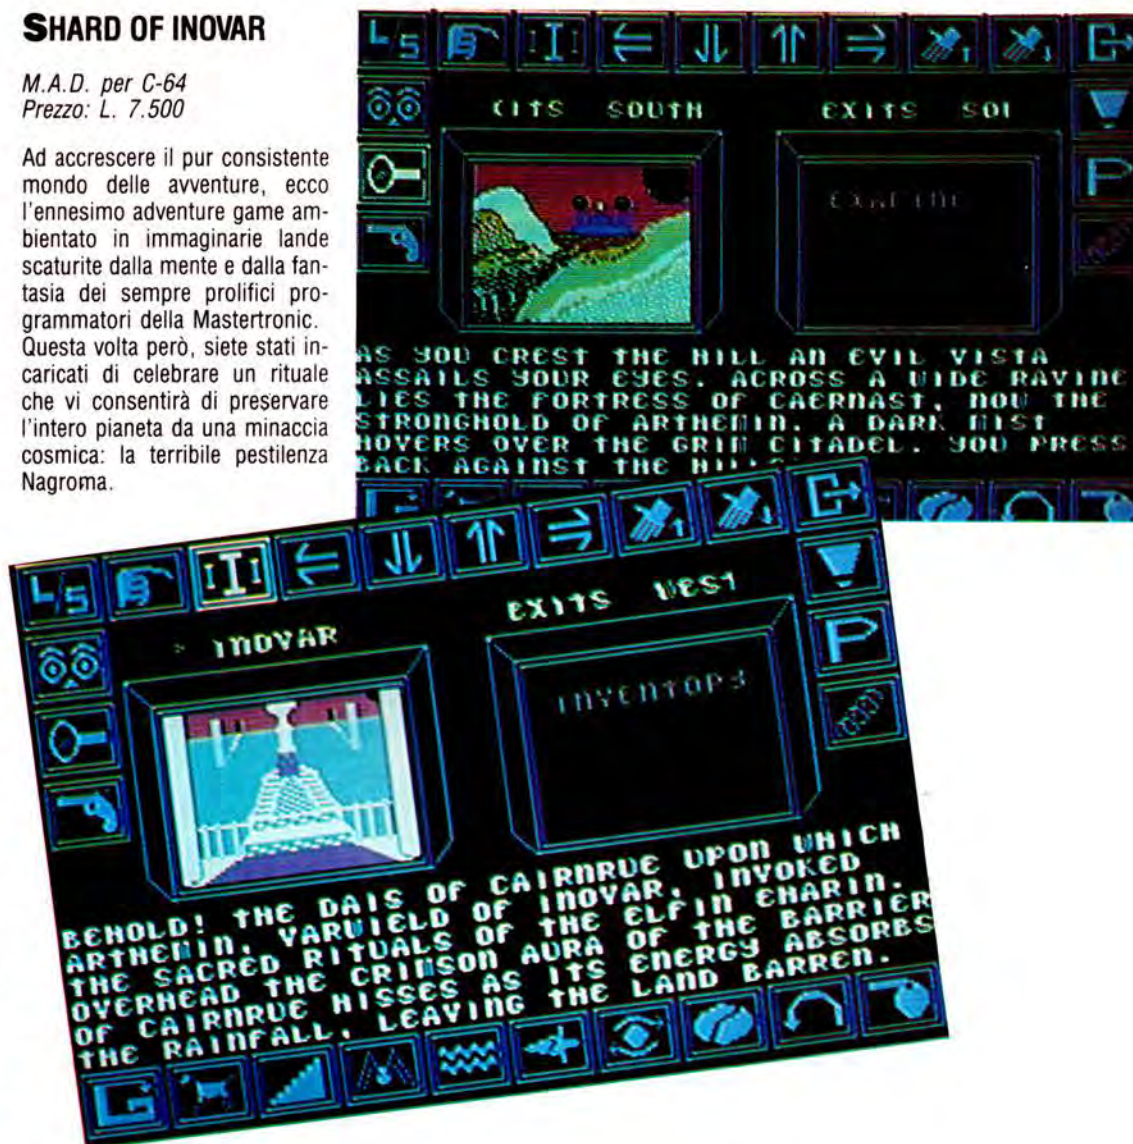 SHARD OF INOVAR
M.A.D. per C-64
Prezzo: L. 7.500
Ad accrescere il pur consistente
mondo delle avventure, ecco
l'ennesimo adventure game am-
bientato in immaginarie lande
scaturite dalla mente e dalla fan-
tasia dei sempre prolifici pro-
grammatori della Mastertronic.
Questa volta però, siete stati in-
caricati di celebrare un rituale
che vi consentirà di preservare
l'intero pianeta da una minaccia
cosmica: la terribile pestilenza
Nagroma.
L/S I
CITS SOUTH EXITS SOU
P
AS YOU CREST THE HILL AN EVIL VISTA
ASSAILS YOUR EYES. ACROSS A WIDE RAVINE
LIES THE FORTRESS OF CAERNAST, NOW THE
STRONGHOLD OF ARTHEMIN. A DARK MIST
HOVERS OVER THE GRIM CITADEL. YOU PRESS
BACK AGAINST THE
L/S I
INOVAR EXITS WEST
P
INVENTORY
BEHOLD! THE DAIS OF CAIRNRUE UPON WHICH
ARTHEMIN, VARWIELD OF INOVAR, INVOKED
THE SACRED RITUALS OF THE ELFIN EHARIN.
OVERHEAD THE CRIMSON AURA OF THE BARRIER
OF CAIRNRUE HISSES AS ITS ENERGY ABSORBS
THE RAINFALL, LEAVING THE LAND BARREN.
G